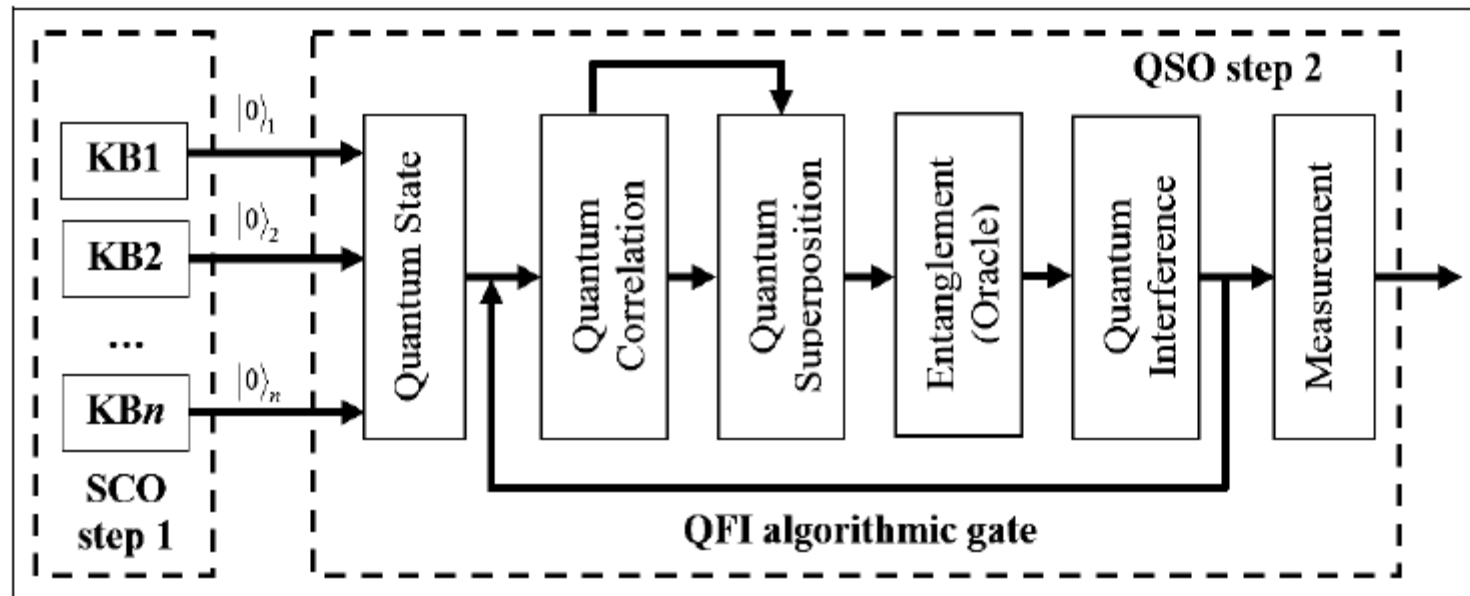 QSO step 2
KB1
KB2
...
KBn
SCO
step 1
|0⟩₁
|0⟩₂
|0⟩ₙ
Quantum State
Quantum
Correlation
Quantum
Superposition
Entanglement
(Oracle)
Quantum
Interference
Measurement
QFI algorithmic gate